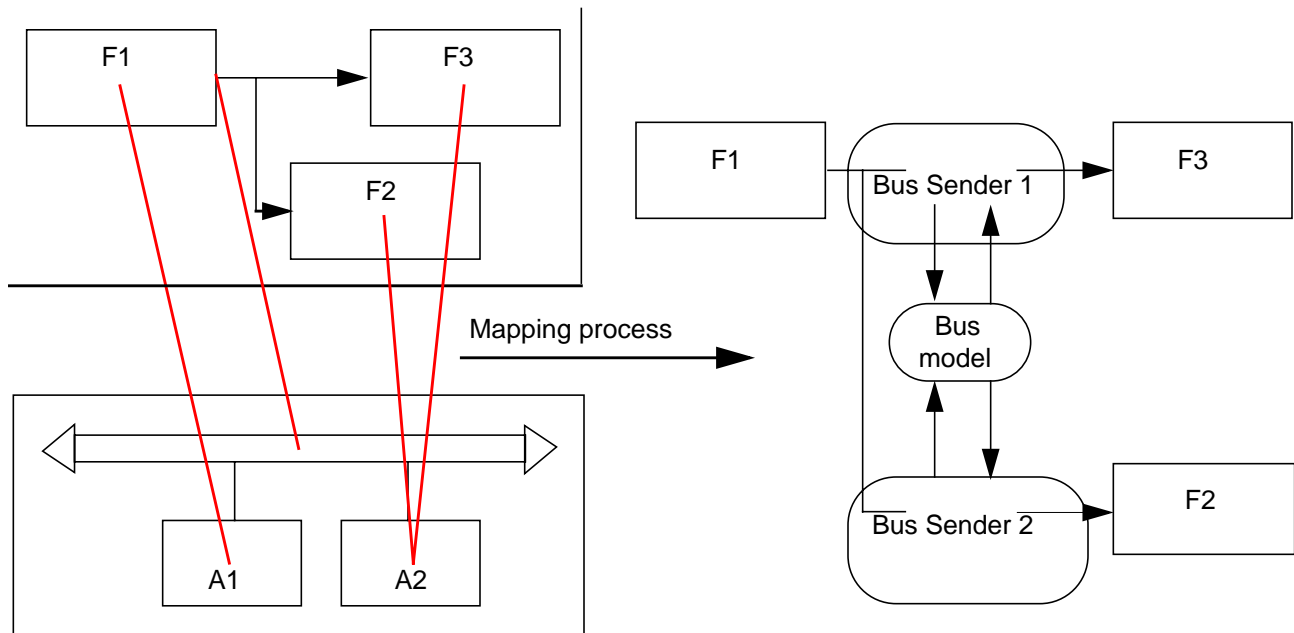 F1
F3
F2
Mapping process
A1
A2
F1
Bus Sender 1
F3
Bus
model
Bus Sender 2
F2